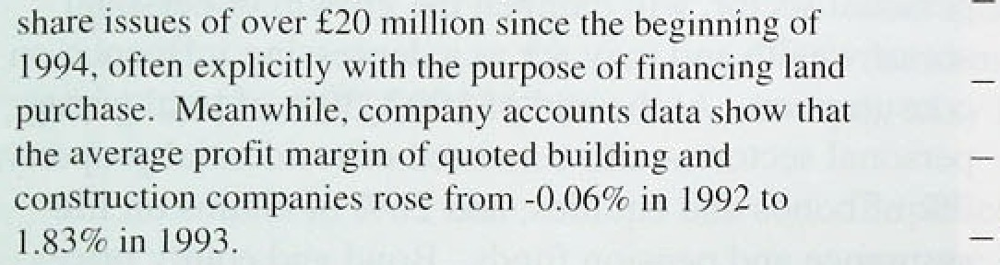 share issues of over £20 million since the beginning of
1994, often explicitly with the purpose of financing land
purchase. Meanwhile, company accounts data show that
the average profit margin of quoted building and
construction companies rose from -0.06% in 1992 to
1.83% in 1993.